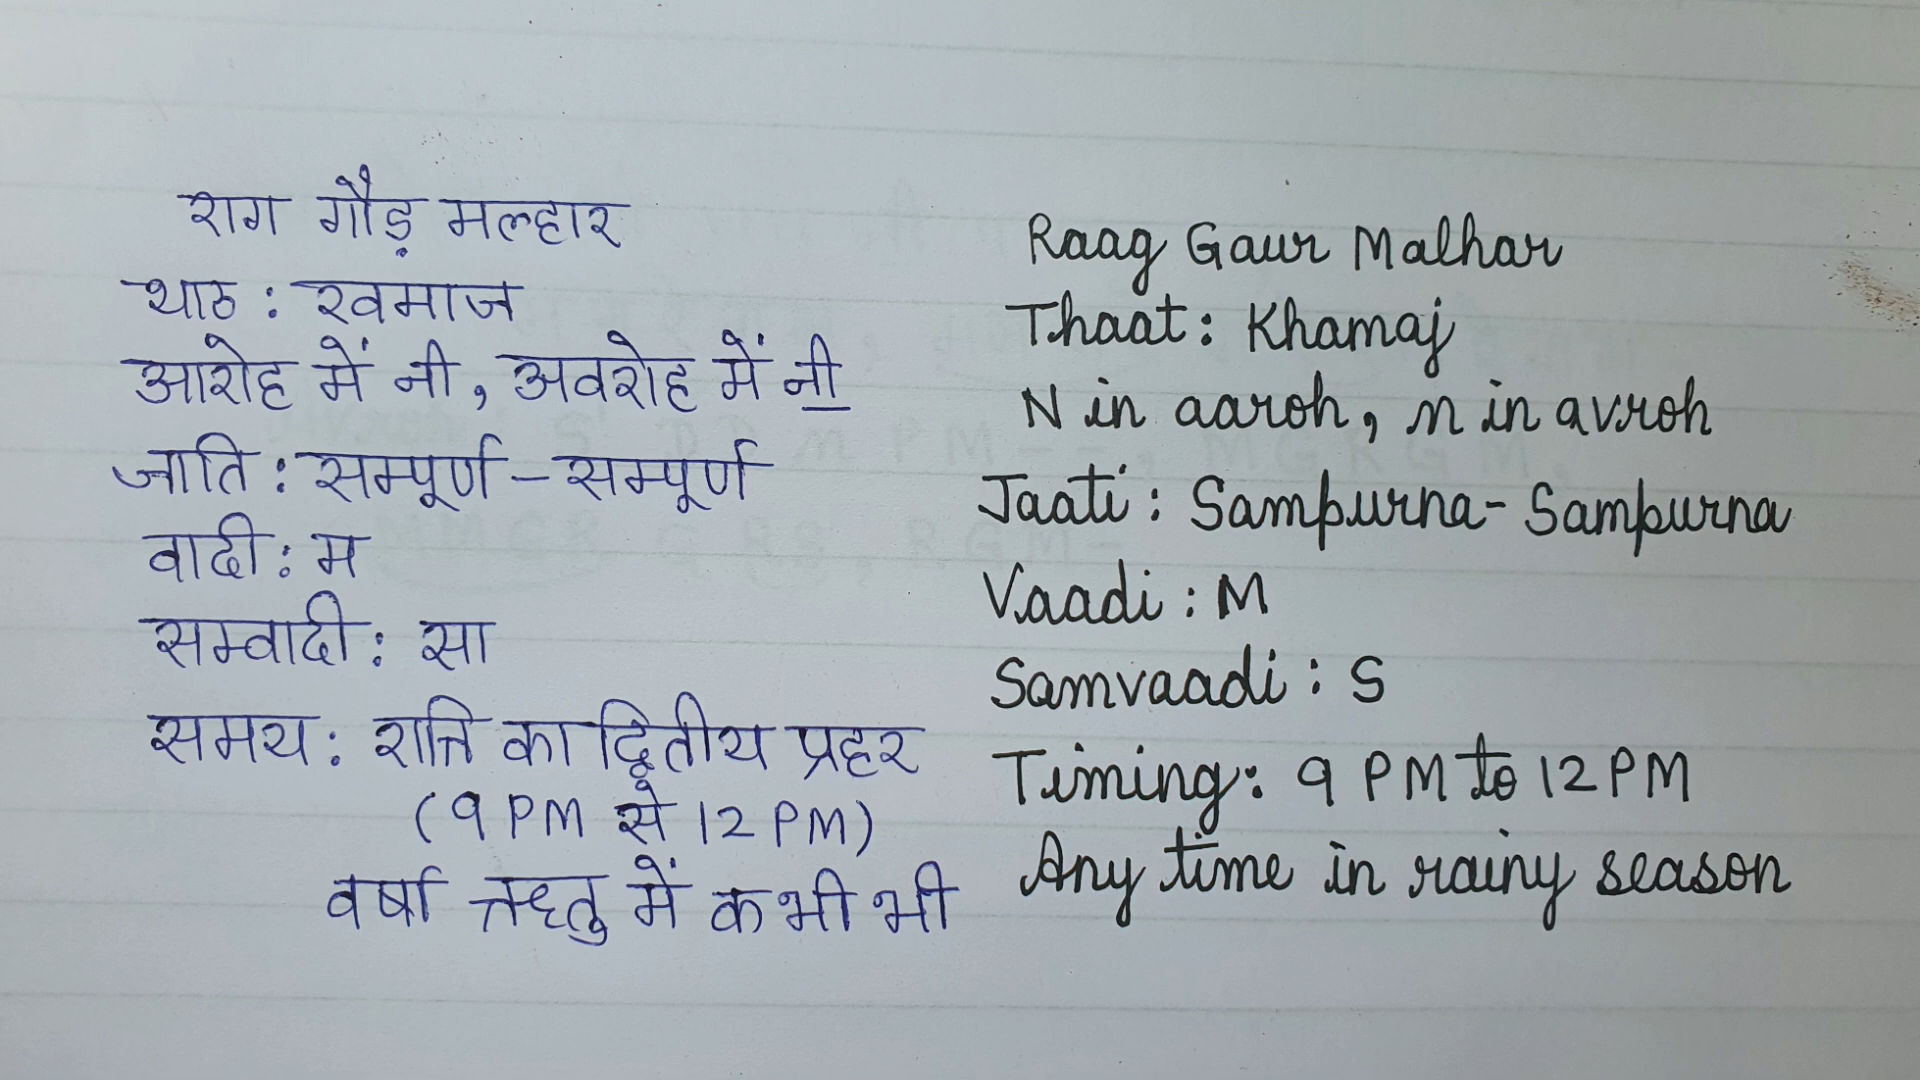 राग गौड़ मल्हार
थाठ : खमाज
आरोह में नी, अवरोह में नी॒
जाति : सम्पूर्ण - सम्पूर्ण
वादी : म
सम्वादी : सा
समय : रात्रि का द्वितीय प्रहर
(9 PM से 12 PM)
वर्षा ऋतु में कभी भी
Raag Gaur Malhar
Thaat : Khamaj
N in aaroh, n in avroh
Jaati : Sampurna - Sampurna
Vaadi : M
Samvaadi : S
Timing : 9 PM to 12 PM
Any time in rainy season